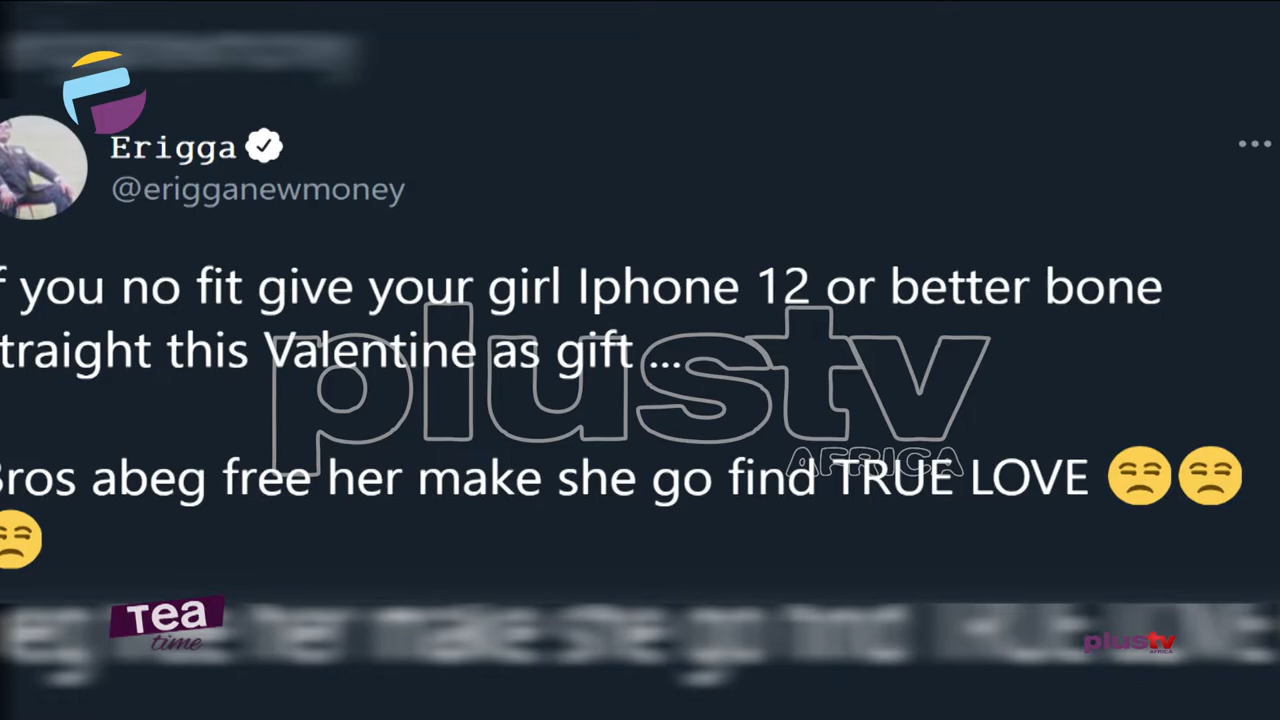 Erigga
@erigganewmoney
f you no fit give your girl Iphone 12 or better bone
traight this Valentine as gift ...
Bros abeg free her make she go find TRUE LOVE 😒😒
😒
plustv
AFRICA
Tea
time
plustv
AFRICA